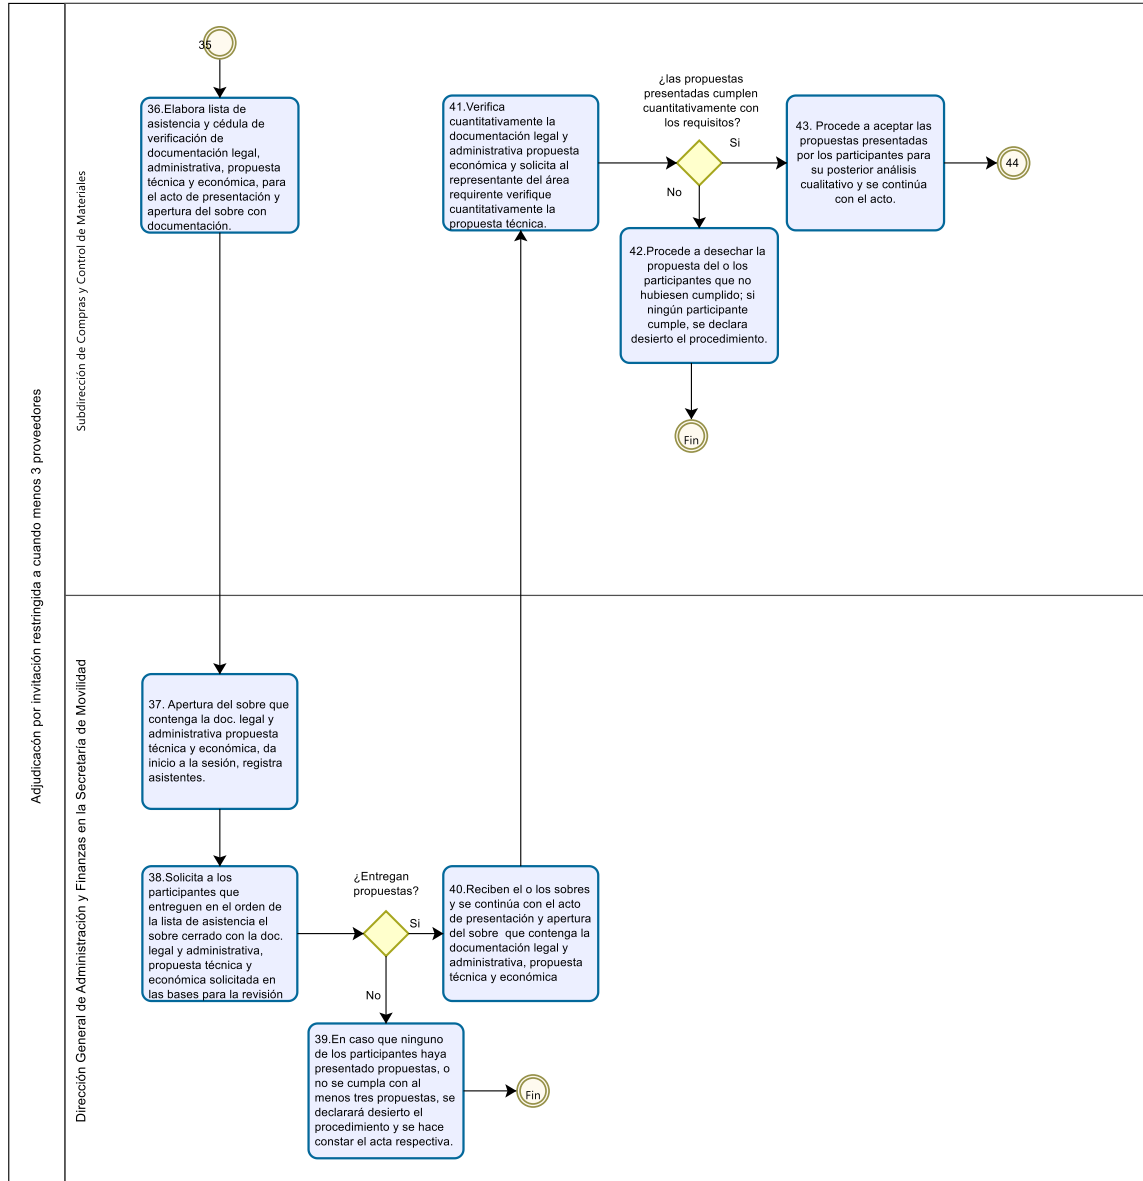 Adjudicacón por invitación restringida a cuando menos 3 proveedores
Subdirección de Compras y Control de Materiales
35
36.Elabora lista de
asistencia y cédula de
verificación de
documentación legal,
administrativa, propuesta
técnica y económica, para
el acto de presentación y
apertura del sobre con
documentación.
41.Verifica
cuantitativamente la
documentación legal y
administrativa propuesta
económica y solicita al
representante del área
requirente verifique
cuantitativamente la
propuesta técnica.
¿las propuestas
presentadas cumplen
cuantitativamente con
los requisitos?
Si
No
43. Procede a aceptar las
propuestas presentadas
por los participantes para
su posterior análisis
cualitativo y se continúa
con el acto.
44
42.Procede a desechar la
propuesta del o los
participantes que no
hubiesen cumplido; si
ningún participante
cumple, se declara
desierto el procedimiento.
Fin
Dirección General de Administración y Finanzas en la Secretaría de Movilidad
37. Apertura del sobre que
contenga la doc. legal y
administrativa propuesta
técnica y económica, da
inicio a la sesión, registra
asistentes.
38.Solicita a los
participantes que
entreguen en el orden de
la lista de asistencia el
sobre cerrado con la doc.
legal y administrativa,
propuesta técnica y
económica solicitada en
las bases para la revisión
¿Entregan
propuestas?
Si
No
40.Reciben el o los sobres
y se continúa con el acto
de presentación y apertura
del sobre que contenga la
documentación legal y
administrativa, propuesta
técnica y económica
39.En caso que ninguno
de los participantes haya
presentado propuestas, o
no se cumpla con al
menos tres propuestas, se
declarará desierto el
procedimiento y se hace
constar el acta respectiva.
Fin